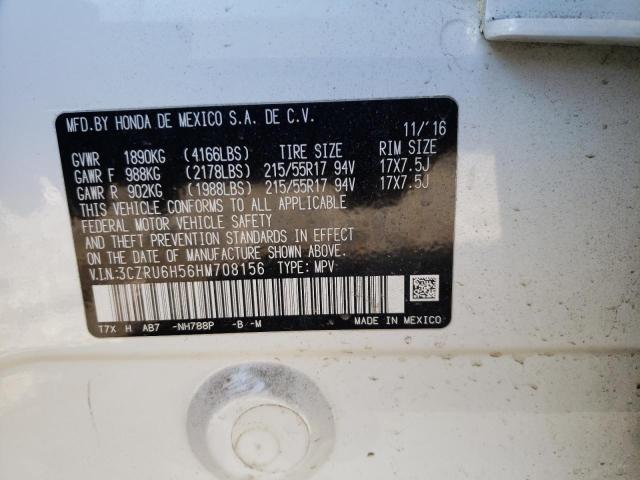 MFD.BY HONDA DE MEXICO S.A. DE C.V. 11/'16
GVWR 1890KG (4166LBS) TIRE SIZE RIM SIZE
GAWR F 988KG (2178LBS) 215/55R17 94V 17X7.5J
GAWR R 902KG (1988LBS) 215/55R17 94V 17X7.5J
THIS VEHICLE CONFORMS TO ALL APPLICABLE
FEDERAL MOTOR VEHICLE SAFETY
AND THEFT PREVENTION STANDARDS IN EFFECT
ON THE DATE OF MANUFACTURE SHOWN ABOVE.
V.I.N:3CZRU6H56HM708156 TYPE: MPV
T7X H AB7 -NH788P -B -M MADE IN MEXICO